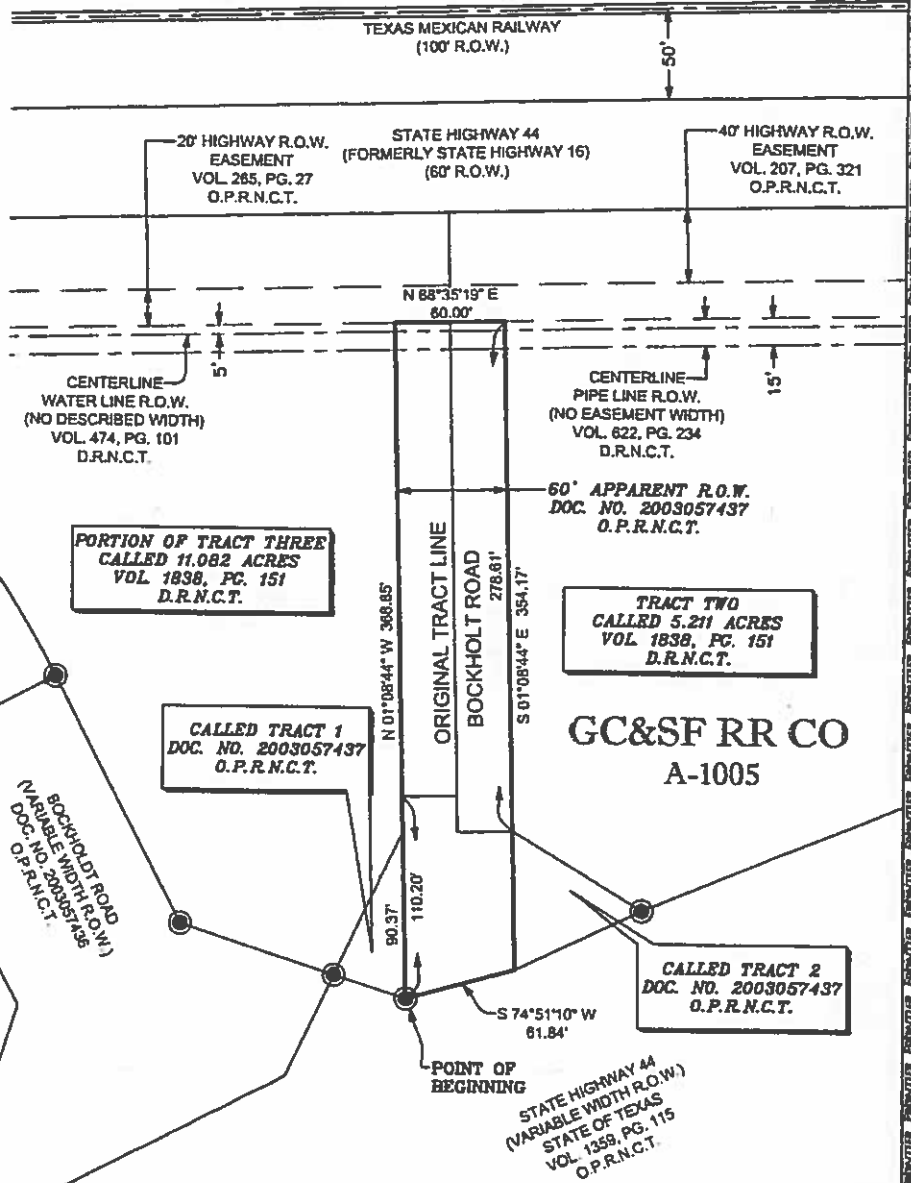 TEXAS MEXICAN RAILWAY
(100' R.O.W.)
50'
20' HIGHWAY R.O.W.
EASEMENT
VOL. 265, PG. 27
O.P.R.N.C.T.
STATE HIGHWAY 44
(FORMERLY STATE HIGHWAY 16)
(60' R.O.W.)
40' HIGHWAY R.O.W.
EASEMENT
VOL. 207, PG. 321
O.P.R.N.C.T.
N 68°35'19" E
60.00'
5'
15'
CENTERLINE
WATER LINE R.O.W.
(NO DESCRIBED WIDTH)
VOL. 474, PG. 101
D.R.N.C.T.
CENTERLINE
PIPE LINE R.O.W.
(NO EASEMENT WIDTH)
VOL. 622, PG. 234
D.R.N.C.T.
60' APPARENT R.O.W.
DOC. NO. 2003057437
O.P.R.N.C.T.
PORTION OF TRACT THREE
CALLED 11.082 ACRES
VOL. 1838, PG. 151
D.R.N.C.T.
N 01°08'44" W 368.85'
ORIGINAL TRACT LINE
BOCKHOLT ROAD
278.61'
S 01°08'44" E 354.17'
TRACT TWO
CALLED 5.211 ACRES
VOL. 1838, PG. 151
D.R.N.C.T.
GC&SF RR CO
A-1005
CALLED TRACT 1
DOC. NO. 2003057437
O.P.R.N.C.T.
BOCKHOLDT ROAD
(VARIABLE WIDTH R.O.W.)
DOC. NO. 2003057436
O.P.R.N.C.T.
90.37'
110.20'
CALLED TRACT 2
DOC. NO. 2003057437
O.P.R.N.C.T.
S 74°51'10" W
61.84'
POINT OF
BEGINNING
STATE HIGHWAY 44
(VARIABLE WIDTH R.O.W.)
STATE OF TEXAS
VOL. 1359, PG. 115
O.P.R.N.C.T.